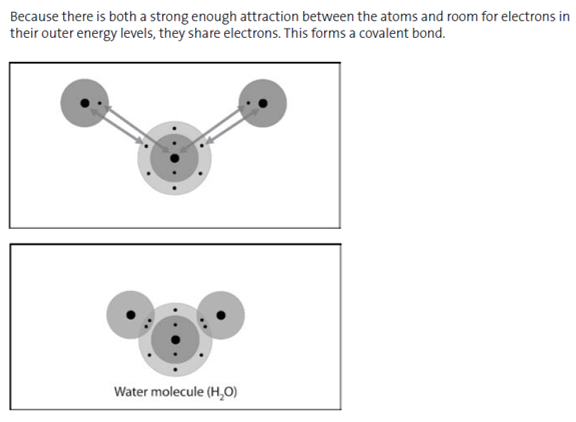 Because there is both a strong enough attraction between the atoms and room for electrons in
their outer energy levels, they share electrons. This forms a covalent bond.
Water molecule (H₂O)